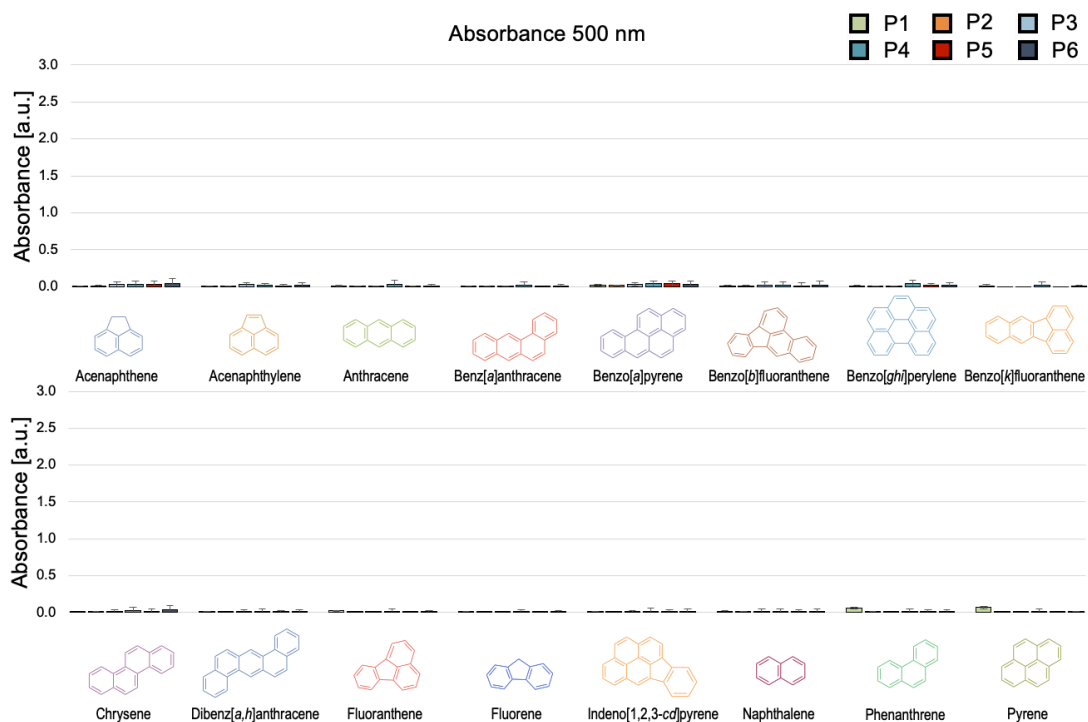 Absorbance 500 nm
P1 P2 P3
P4 P5 P6
Absorbance [a.u.]
3.0
2.5
2.0
1.5
1.0
0.5
0.0
Acenaphthene Acenaphthylene Anthracene Benz[a]anthracene Benzo[a]pyrene Benzo[b]fluoranthene Benzo[ghi]perylene Benzo[k]fluoranthene
Absorbance [a.u.]
3.0
2.5
2.0
1.5
1.0
0.5
0.0
Chrysene Dibenz[a,h]anthracene Fluoranthene Fluorene Indeno[1,2,3-cd]pyrene Naphthalene Phenanthrene Pyrene